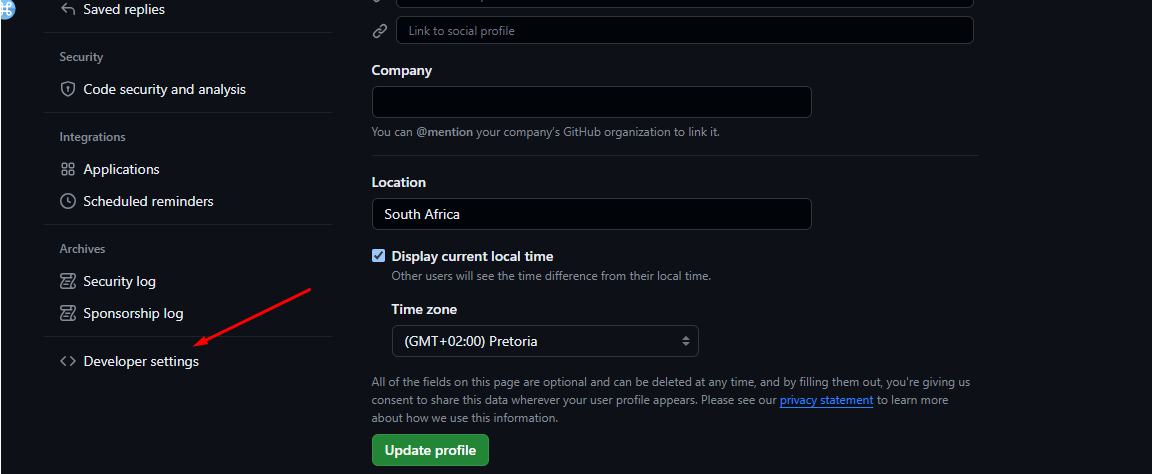 Saved replies
Security
Code security and analysis
Integrations
Applications
Scheduled reminders
Archives
Security log
Sponsorship log
Developer settings
Link to social profile
Company
You can @mention your company's GitHub organization to link it.
Location
South Africa
Display current local time
Other users will see the time difference from their local time.
Time zone
(GMT+02:00) Pretoria
All of the fields on this page are optional and can be deleted at any time, and by filling them out, you're giving us
consent to share this data wherever your user profile appears. Please see our privacy statement to learn more
about how we use this information.
Update profile